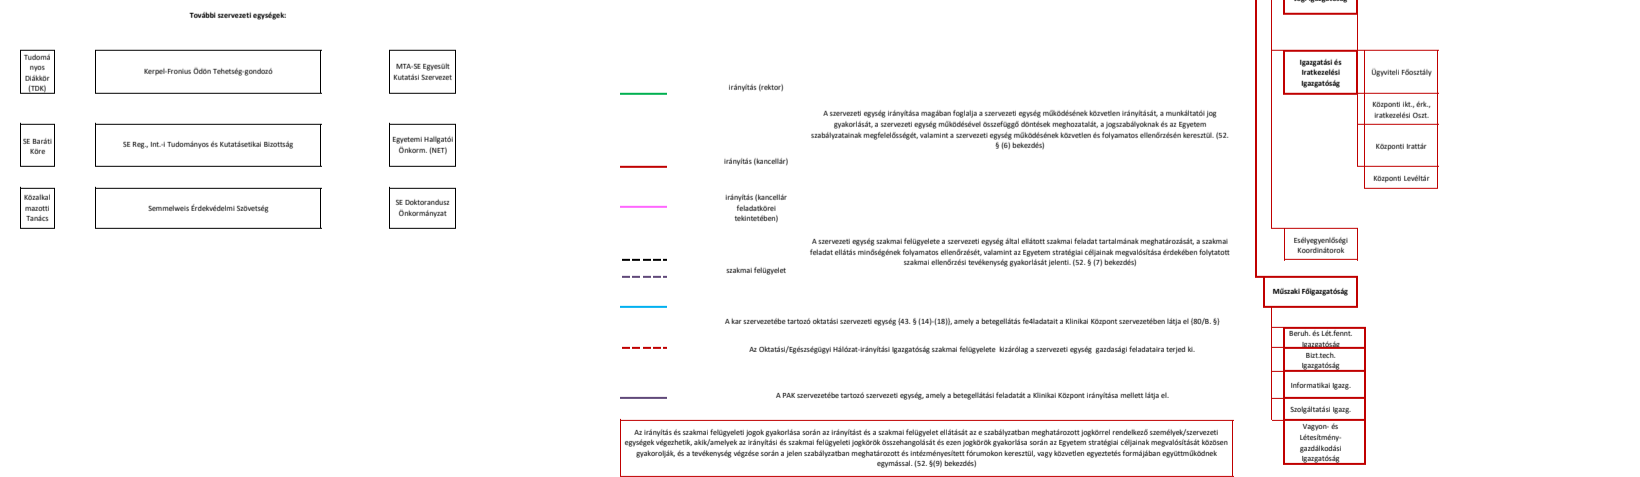 További szervezeti egységek:
Tudomá
nyos
Diákkör
(TDK)
Kerpel-Fronius Ödön Tehetség-gondozó
MTA-SE Egyesült
Kutatási Szervezet
SE Baráti
Köre
SE Reg., Int.-i Tudományos és Kutatásetikai Bizottság
Egyetemi Hallgatói
Önkorm. (NET)
Közalkal
mazotti
Tanács
Semmelweis Érdekvédelmi Szövetség
SE Doktorandusz
Önkormányzat
irányítás (rektor)
A szervezeti egység irányítása magában foglalja a szervezeti egység működésének közvetlen irányítását, a munkáltatói jog
gyakorlását, a szervezeti egység működésével összefüggő döntések meghozatalát, a jogszabályoknak és az Egyetem
szabályzatainak megfelelőségét, valamint a szervezeti egység működésének közvetlen és folyamatos ellenőrzésén keresztül. (52.
§ (6) bekezdés)
irányítás (kancellár)
irányítás (kancellár
feladatkörei
tekintetében)
A szervezeti egység szakmai felügyelete a szervezeti egység által ellátott szakmai feladat tartalmának meghatározását, a szakmai
feladat ellátás minőségének folyamatos ellenőrzését, valamint az Egyetem stratégiai céljainak megvalósítása érdekében folytatott
szakmai ellenőrzési tevékenység gyakorlását jelenti. (52. § (7) bekezdés)
szakmai felügyelet
A kar szervezetébe tartozó oktatási szervezeti egység (43. § (14)-(18)), amely a betegellátás fe4ladatait a Klinikai Központ szervezetében látja el (80/B. §)
Az Oktatási/Egészségügyi Hálózat-irányítási Igazgatóság szakmai felügyelete kizárólag a szervezeti egység gazdasági feladataira terjed ki.
A PAK szervezetébe tartozó szervezeti egység, amely a betegellátási feladatát a Klinikai Központ irányítása mellett látja el.
Az irányítás és szakmai felügyeleti jogok gyakorlása során az irányítást és a szakmai felügyelet ellátását az e szabályzatban meghatározott jogkörrel rendelkező személyek/szervezeti
egységek végezhetik, akik/amelyek az irányítási és szakmai felügyeleti jogkörök összehangolását és ezen jogkörök gyakorlása során az Egyetem stratégiai céljainak megvalósítását közösen
gyakorolják, és a tevékenység végzése során a jelen szabályzatban meghatározott és intézményesített fórumokon keresztül, vagy közvetlen egyeztetés formájában együttműködnek
egymással. (52. §(9) bekezdés)
Igazgatási és
Iratkezelési
Igazgatóság
Ügyviteli Főosztály
Központi ikt., érk.,
iratkezelési Oszt.
Központi Irattár
Központi Levéltár
Esélyegyenlőségi
Koordinátorok
Műszaki Főigazgatóság
Beruh. és Lét.fennt.
Igazgatóság
Bizt.tech.
Igazgatóság
Informatikai Igazg.
Szolgáltatási Igazg.
Vagyon- és
Létesítmény-
gazdálkodási
Igazgatóság